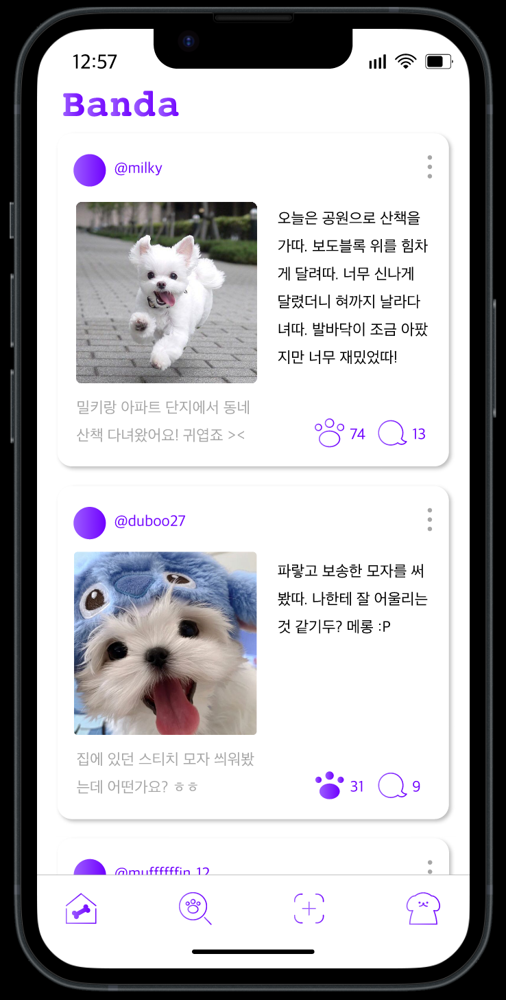 12:57
Banda
@milky
오늘은 공원으로 산책을
가따. 보도블록 위를 힘차
게 달려따. 너무 신나게
달렸더니 혀까지 날라다
녀따. 발바닥이 조금 아팠
지만 너무 재밌었따!
밀키랑 아파트 단지에서 동네
산책 다녀왔어요! 귀엽죠 ><
74 13
@duboo27
파랗고 보송한 모자를 써
봤따. 나한테 잘 어울리는
것 같기두? 메롱 :P
집에 있던 스티치 모자 씌워봤
는데 어떤가요? ㅎㅎ
31 9
@muffffffin_12